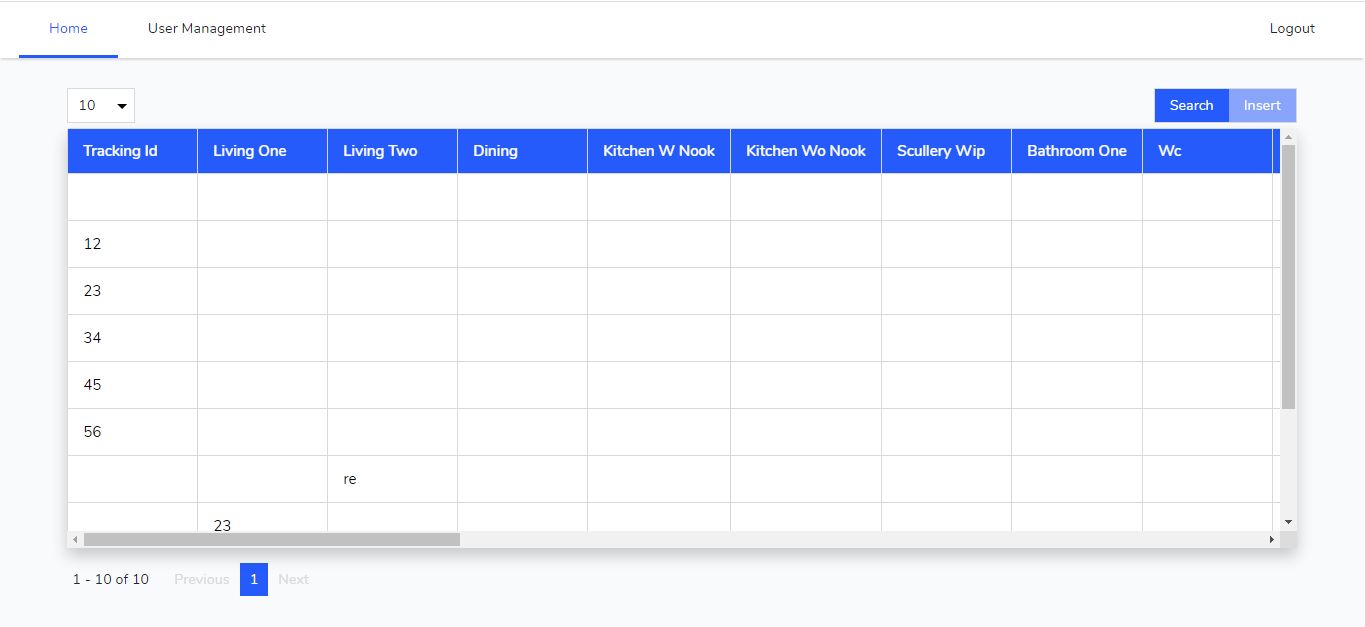 Home User Management Logout
10 Search Insert
Tracking Id Living One Living Two Dining Kitchen W Nook Kitchen Wo Nook Scullery Wip Bathroom One Wc
12
23
34
45
56
re
23
1 - 10 of 10 Previous 1 Next